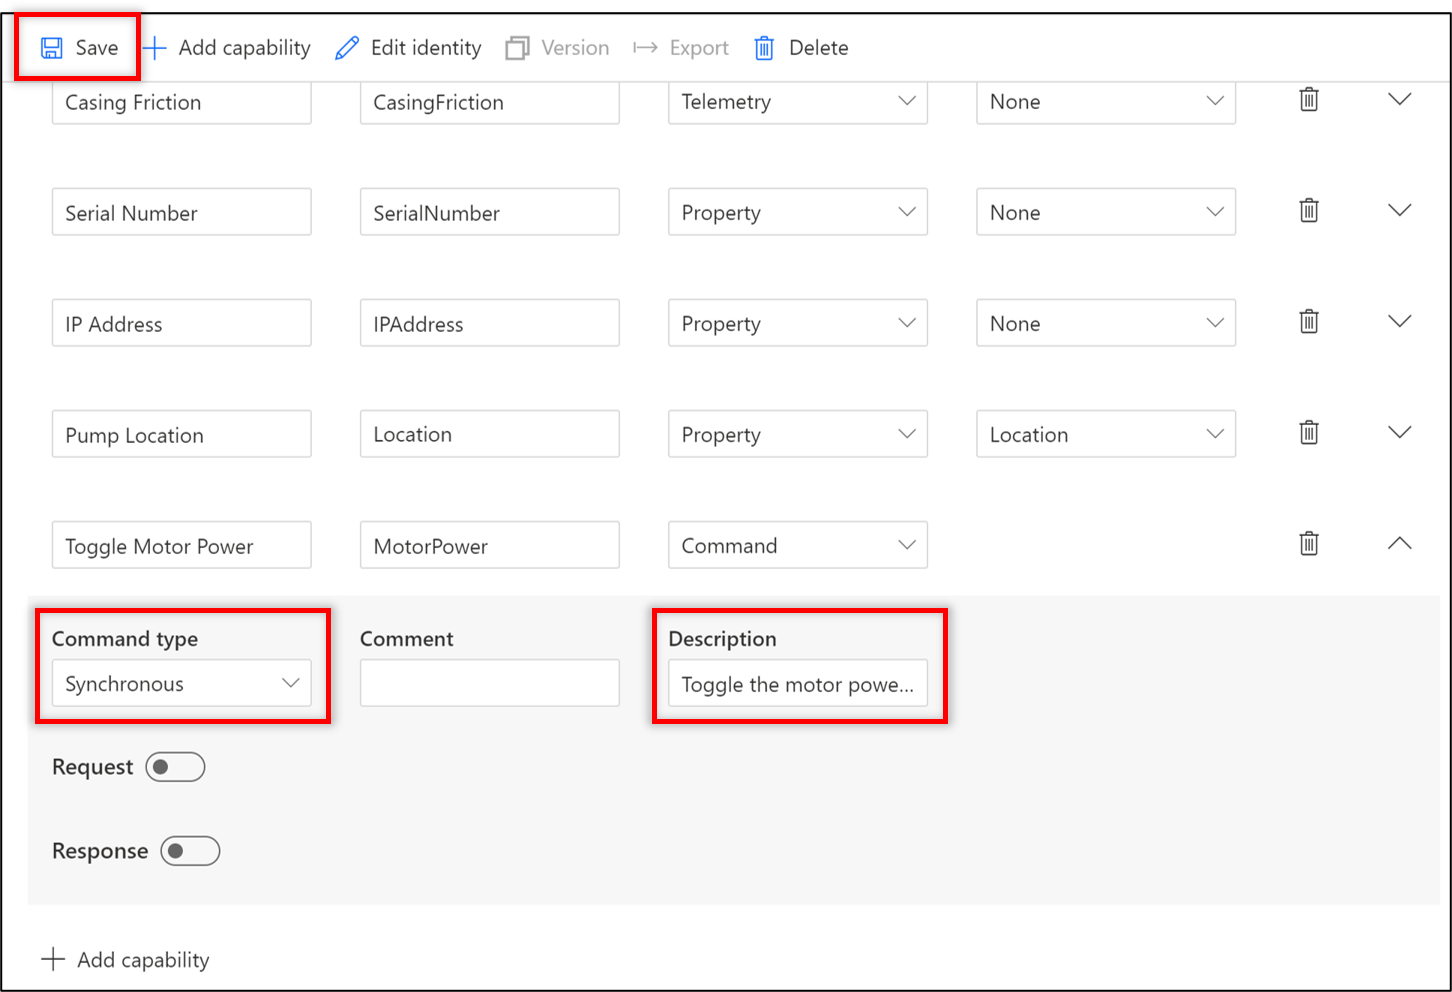 Save Add capability Edit identity Version Export Delete
Casing Friction CasingFriction Telemetry None
Serial Number SerialNumber Property None
IP Address IPAddress Property None
Pump Location Location Property Location
Toggle Motor Power MotorPower Command
Command type Comment Description
Synchronous Toggle the motor powe...
Request
Response
Add capability